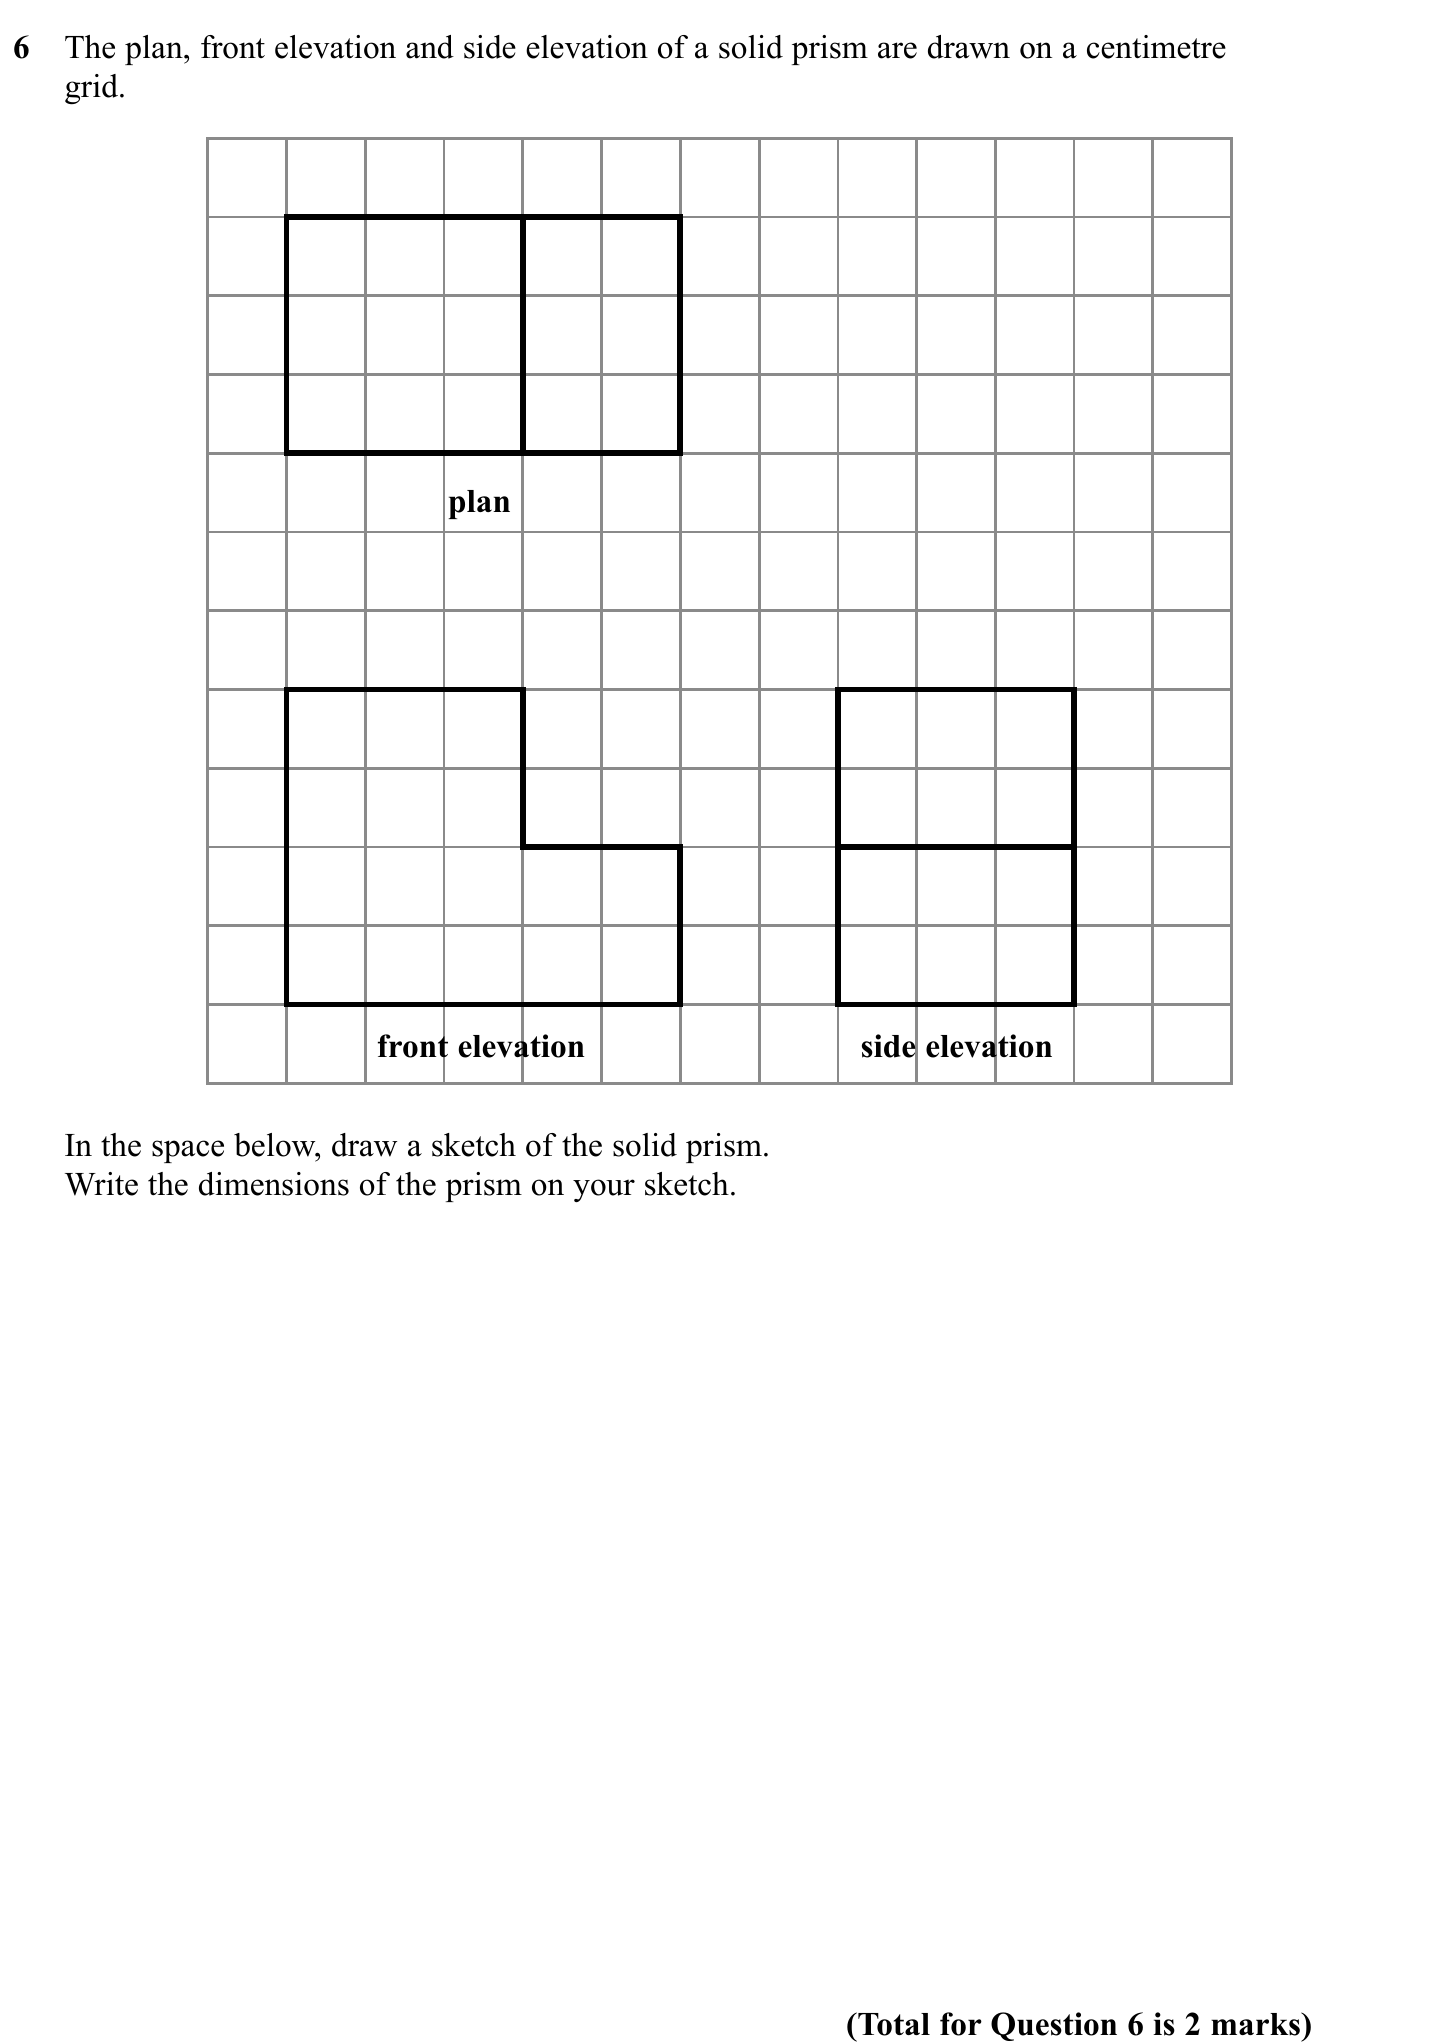 6 The plan, front elevation and side elevation of a solid prism are drawn on a centimetre
grid.
plan
front elevation
side elevation
In the space below, draw a sketch of the solid prism.
Write the dimensions of the prism on your sketch.
(Total for Question 6 is 2 marks)